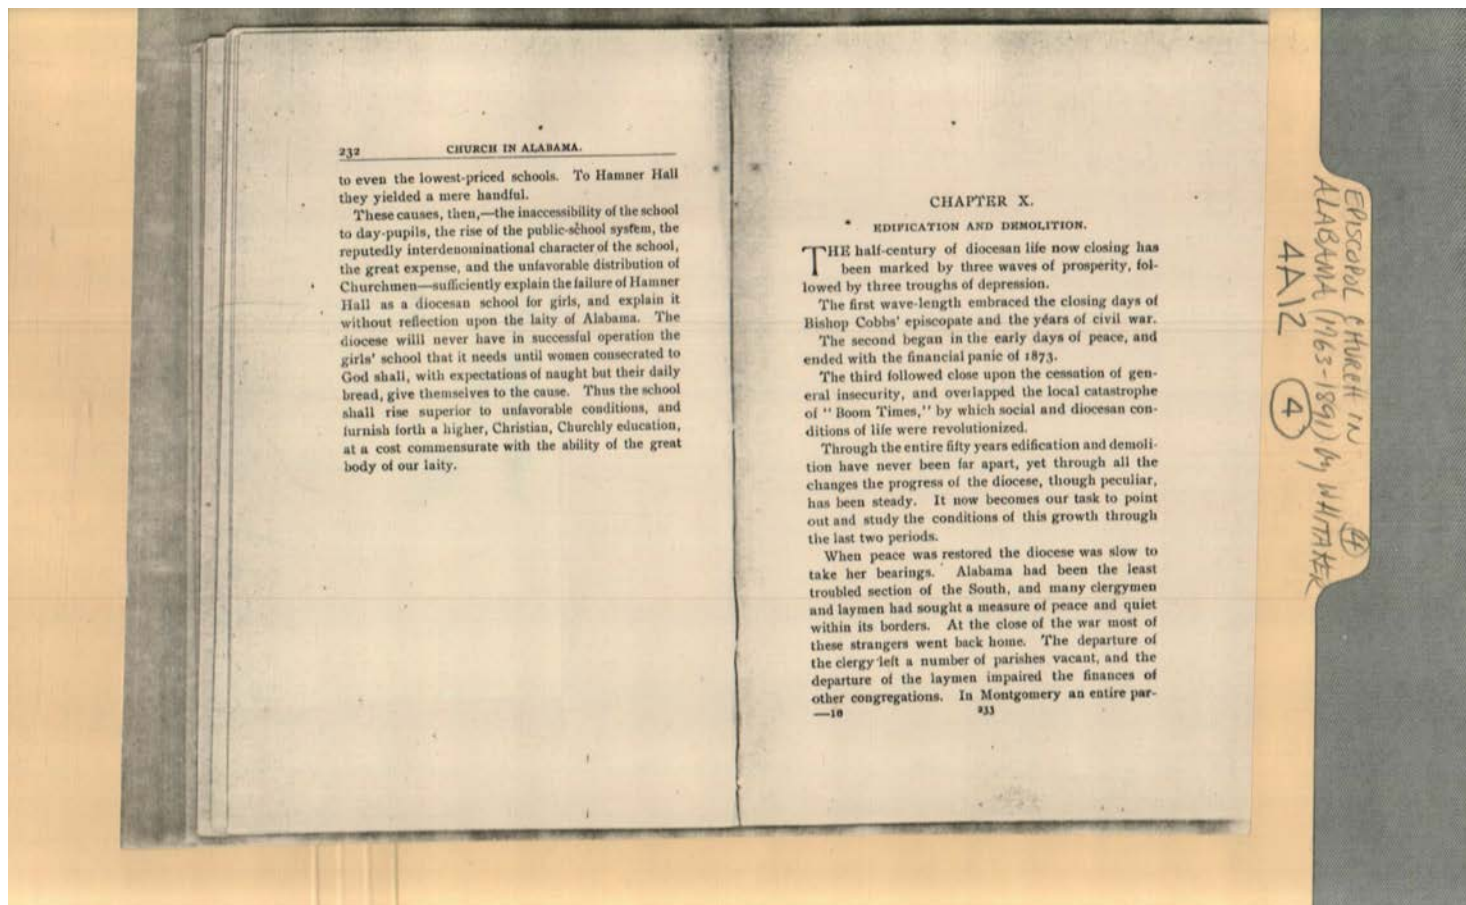 232 CHURCH IN ALABAMA.
to even the lowest-priced schools. To Hamner Hall
they yielded a mere handful.
These causes, then,—the inaccessibility of the school
to day-pupils, the rise of the public-school system, the
reputedly interdenominational character of the school,
the great expense, and the unfavorable distribution of
Churchmen—sufficiently explain the failure of Hamner
Hall as a diocesan school for girls, and explain it
without reflection upon the laity of Alabama. The
diocese willl never have in successful operation the
girls' school that it needs until women consecrated to
God shall, with expectations of naught but their daily
bread, give themselves to the cause. Thus the school
shall rise superior to unfavorable conditions, and
furnish forth a higher, Christian, Churchly education,
at a cost commensurate with the ability of the great
body of our laity.
CHAPTER X.
EDIFICATION AND DEMOLITION.
THE half-century of diocesan life now closing has
been marked by three waves of prosperity, fol-
lowed by three troughs of depression.
The first wave-length embraced the closing days of
Bishop Cobbs' episcopate and the years of civil war.
The second began in the early days of peace, and
ended with the financial panic of 1873.
The third followed close upon the cessation of gen-
eral insecurity, and overlapped the local catastrophe
of "Boom Times," by which social and diocesan con-
ditions of life were revolutionized.
Through the entire fifty years edification and demoli-
tion have never been far apart, yet through all the
changes the progress of the diocese, though peculiar,
has been steady. It now becomes our task to point
out and study the conditions of this growth through
the last two periods.
When peace was restored the diocese was slow to
take her bearings. Alabama had been the least
troubled section of the South, and many clergymen
and laymen had sought a measure of peace and quiet
within its borders. At the close of the war most of
these strangers went back home. The departure of
the clergy left a number of parishes vacant, and the
departure of the laymen impaired the finances of
other congregations. In Montgomery an entire par-
—16 233
EPISCOPOL CHURCH IN
ALABAMA (1763-1891) by WHITAKER
4A12 4